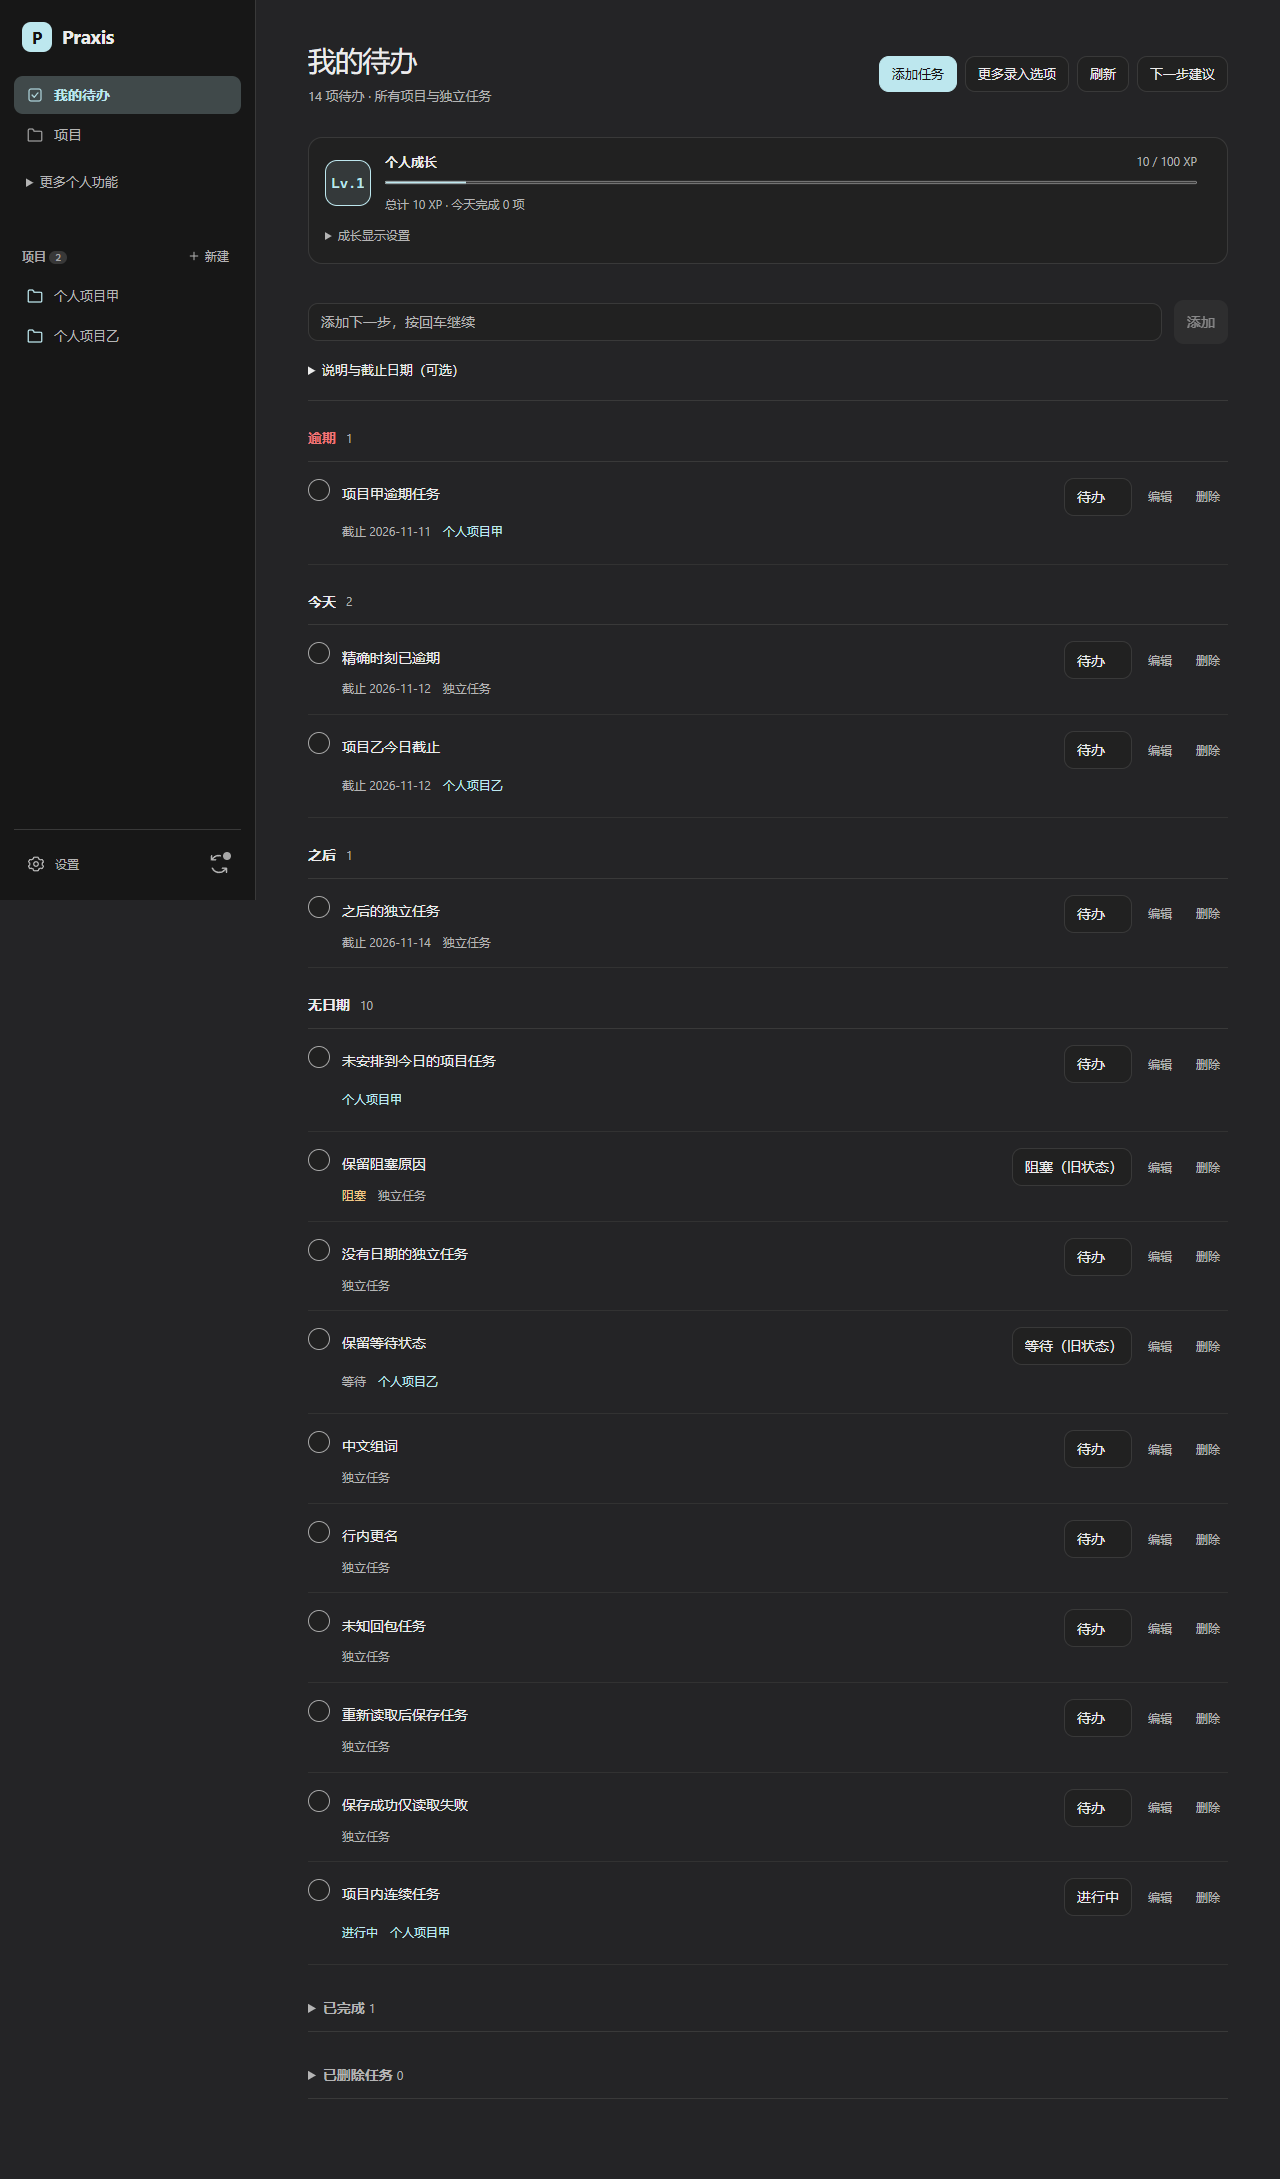 P Praxis
我的待办
项目
更多个人功能
项目 2 + 新建
个人项目甲
个人项目乙
设置
我的待办
14 项待办 · 所有项目与独立任务
添加任务 更多录入选项 刷新 下一步建议
Lv.1
个人成长 10 / 100 XP
总计 10 XP · 今天完成 0 项
成长显示设置
添加下一步，按回车继续 添加
说明与截止日期（可选）
逾期 1
项目甲逾期任务 待办 编辑 删除
截止 2026-11-11 个人项目甲
今天 2
精确时刻已逾期 待办 编辑 删除
截止 2026-11-12 独立任务
项目乙今日截止 待办 编辑 删除
截止 2026-11-12 个人项目乙
之后 1
之后的独立任务 待办 编辑 删除
截止 2026-11-14 独立任务
无日期 10
未安排到今日的项目任务 待办 编辑 删除
个人项目甲
保留阻塞原因 阻塞（旧状态） 编辑 删除
阻塞 独立任务
没有日期的独立任务 待办 编辑 删除
独立任务
保留等待状态 等待（旧状态） 编辑 删除
等待 个人项目乙
中文组词 待办 编辑 删除
独立任务
行内更名 待办 编辑 删除
独立任务
未知回包任务 待办 编辑 删除
独立任务
重新读取后保存任务 待办 编辑 删除
独立任务
保存成功仅读取失败 待办 编辑 删除
独立任务
项目内连续任务 进行中 编辑 删除
进行中 个人项目甲
已完成 1
已删除任务 0